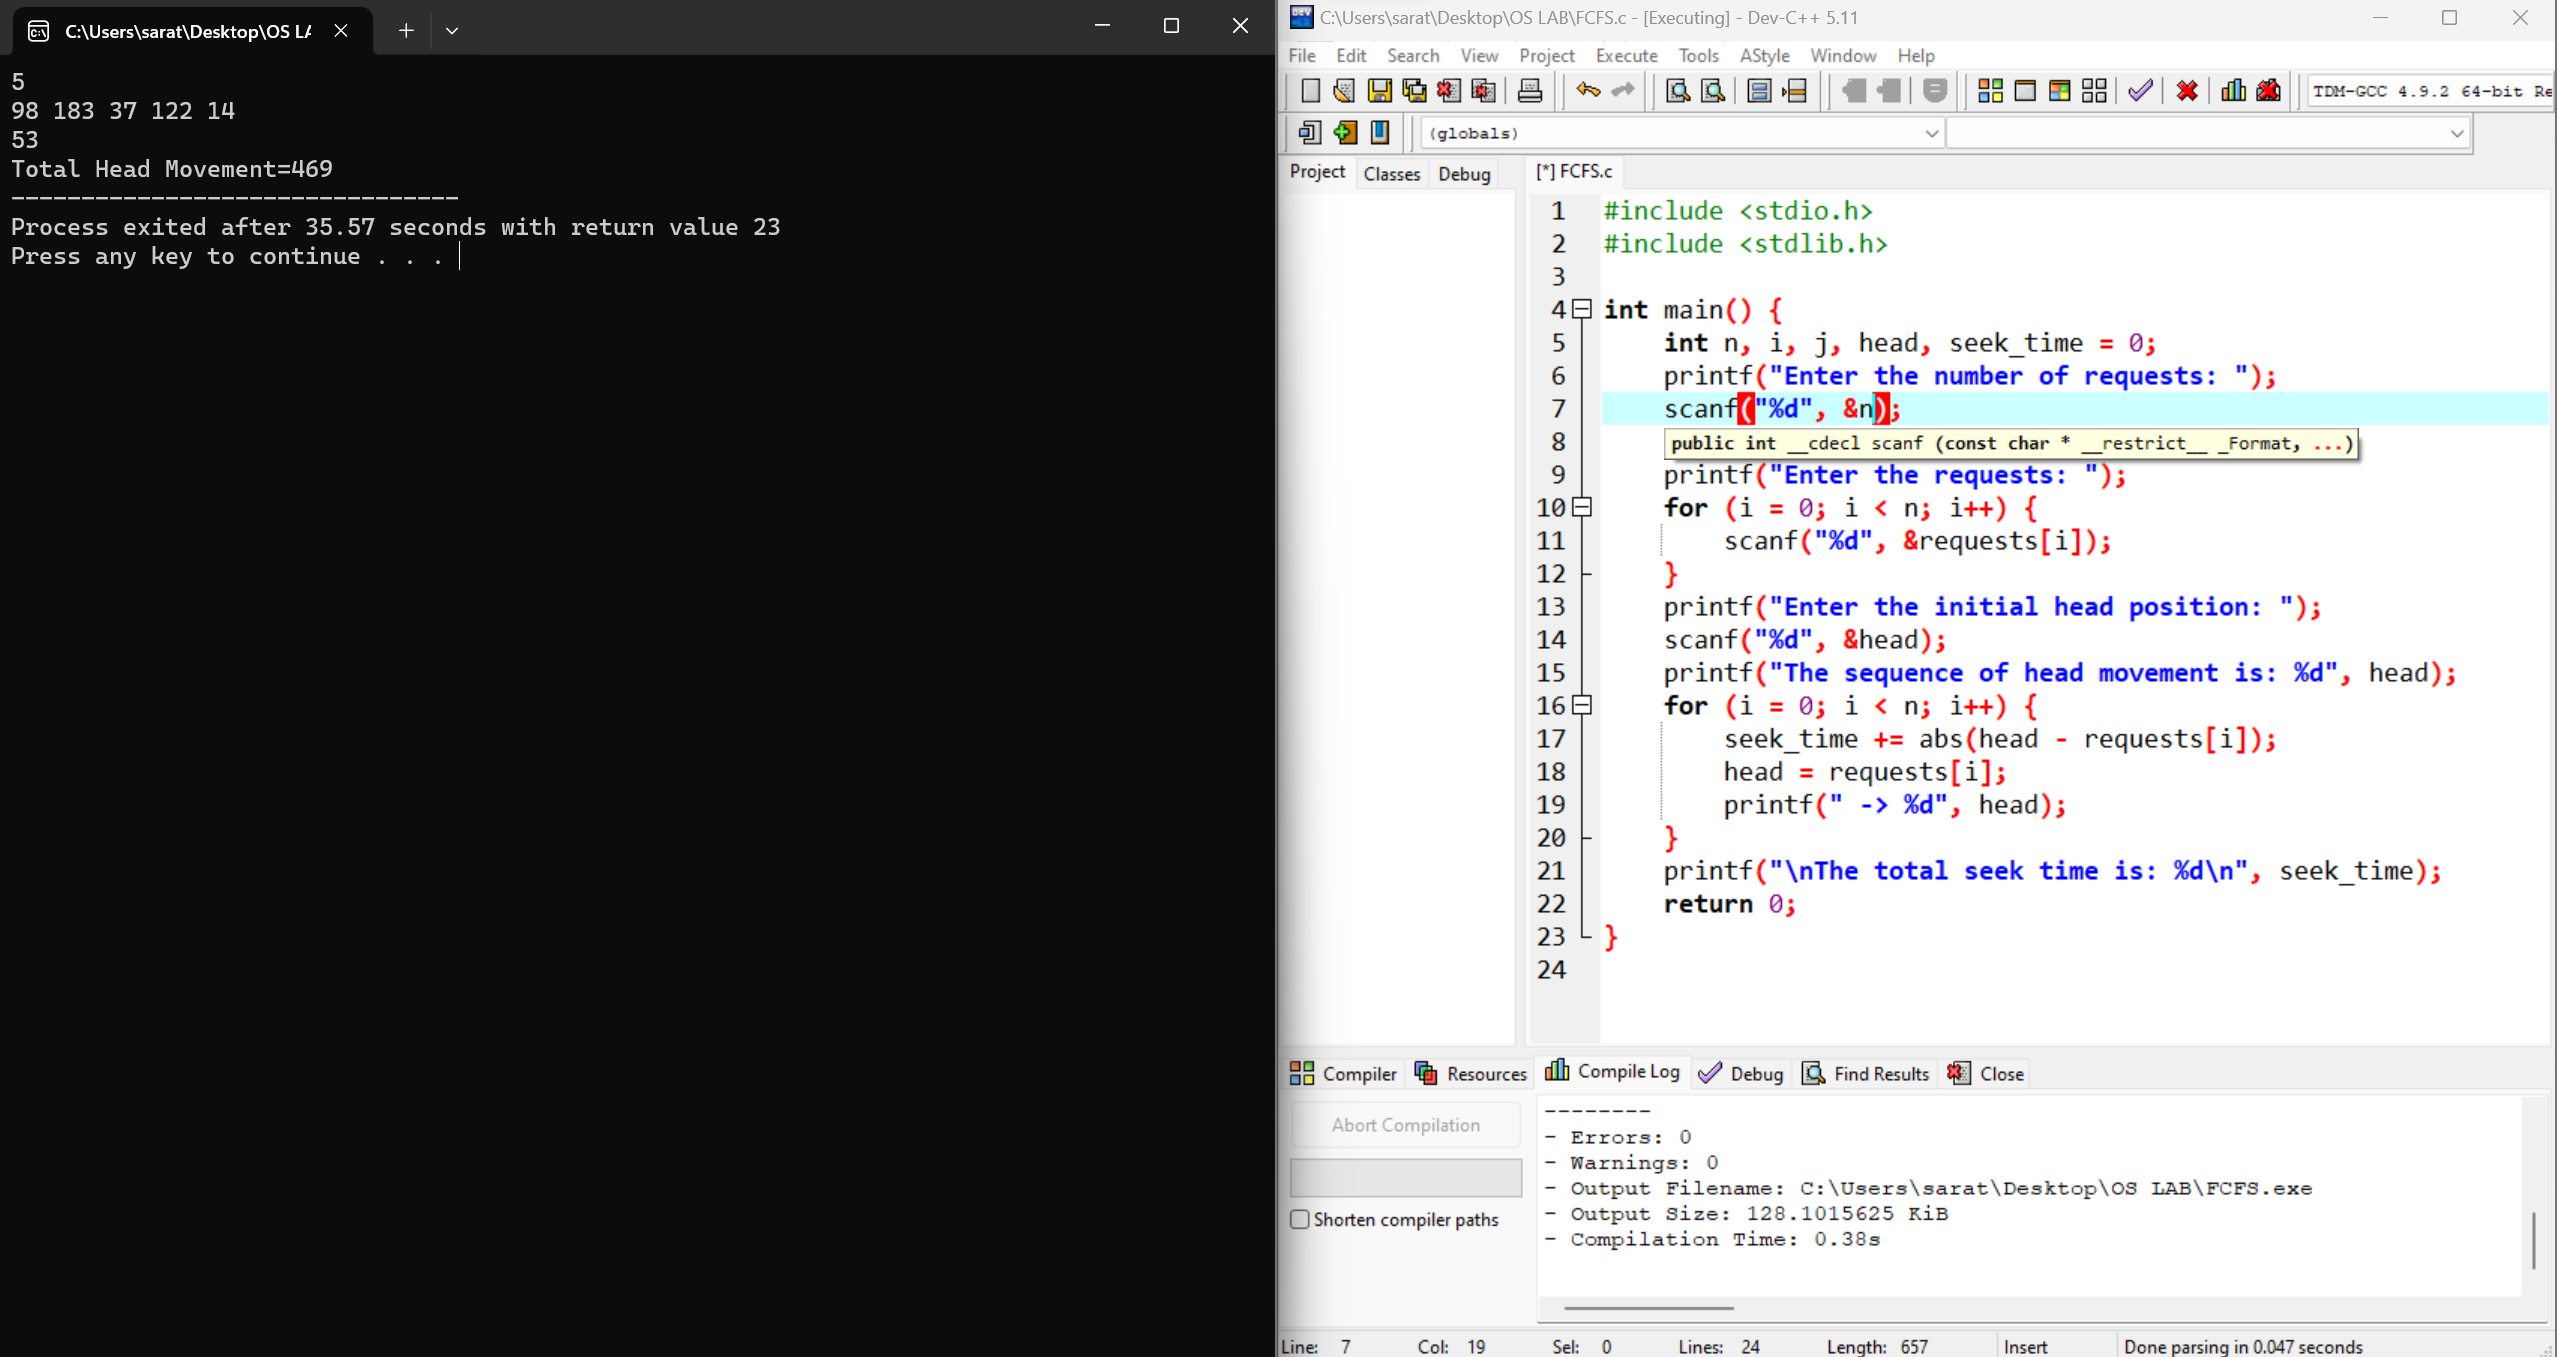 C:\Users\sarat\Desktop\OS LA
5
98 183 37 122 14
53
Total Head Movement=469
--------------------------------
Process exited after 35.57 seconds with return value 23
Press any key to continue . . .
C:\Users\sarat\Desktop\OS LAB\FCFS.c - [Executing] - Dev-C++ 5.11
File Edit Search View Project Execute Tools AStyle Window Help
TDM-GCC 4.9.2 64-bit Re
(globals)
Project Classes Debug
[*] FCFS.c
1 #include <stdio.h>
2 #include <stdlib.h>
3
4 int main() {
5 int n, i, j, head, seek_time = 0;
6 printf("Enter the number of requests: ");
7 scanf("%d", &n);
8 public int __cdecl scanf (const char * __restrict__ _Format, ...)
9 printf("Enter the requests: ");
10 for (i = 0; i < n; i++) {
11 scanf("%d", &requests[i]);
12 }
13 printf("Enter the initial head position: ");
14 scanf("%d", &head);
15 printf("The sequence of head movement is: %d", head);
16 for (i = 0; i < n; i++) {
17 seek_time += abs(head - requests[i]);
18 head = requests[i];
19 printf(" -> %d", head);
20 }
21 printf("\nThe total seek time is: %d\n", seek_time);
22 return 0;
23 }
24
Compiler Resources Compile Log Debug Find Results Close
Abort Compilation
Shorten compiler paths
--------
- Errors: 0
- Warnings: 0
- Output Filename: C:\Users\sarat\Desktop\OS LAB\FCFS.exe
- Output Size: 128.1015625 KiB
- Compilation Time: 0.38s
Line: 7 Col: 19 Sel: 0 Lines: 24 Length: 657 Insert Done parsing in 0.047 seconds